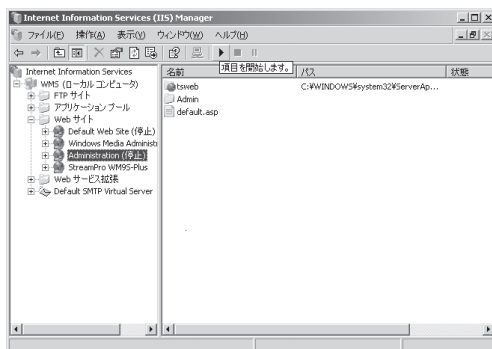 Internet Information Services (IIS) Manager
ファイル(F) 操作(A) 表示(V) ウィンドウ(W) ヘルプ(H)
項目を開始します。
Internet Information Services
WMS (ローカル コンピュータ)
FTP サイト
アプリケーション プール
Web サイト
Default Web Site (停止)
Windows Media Administ
Administration (停止)
StreamPro WM9S-Plus
Web サービス拡張
Default SMTP Virtual Server
名前 パス 状態
tsweb C:¥WINDOWS¥system32¥ServerAp...
Admin
default.asp